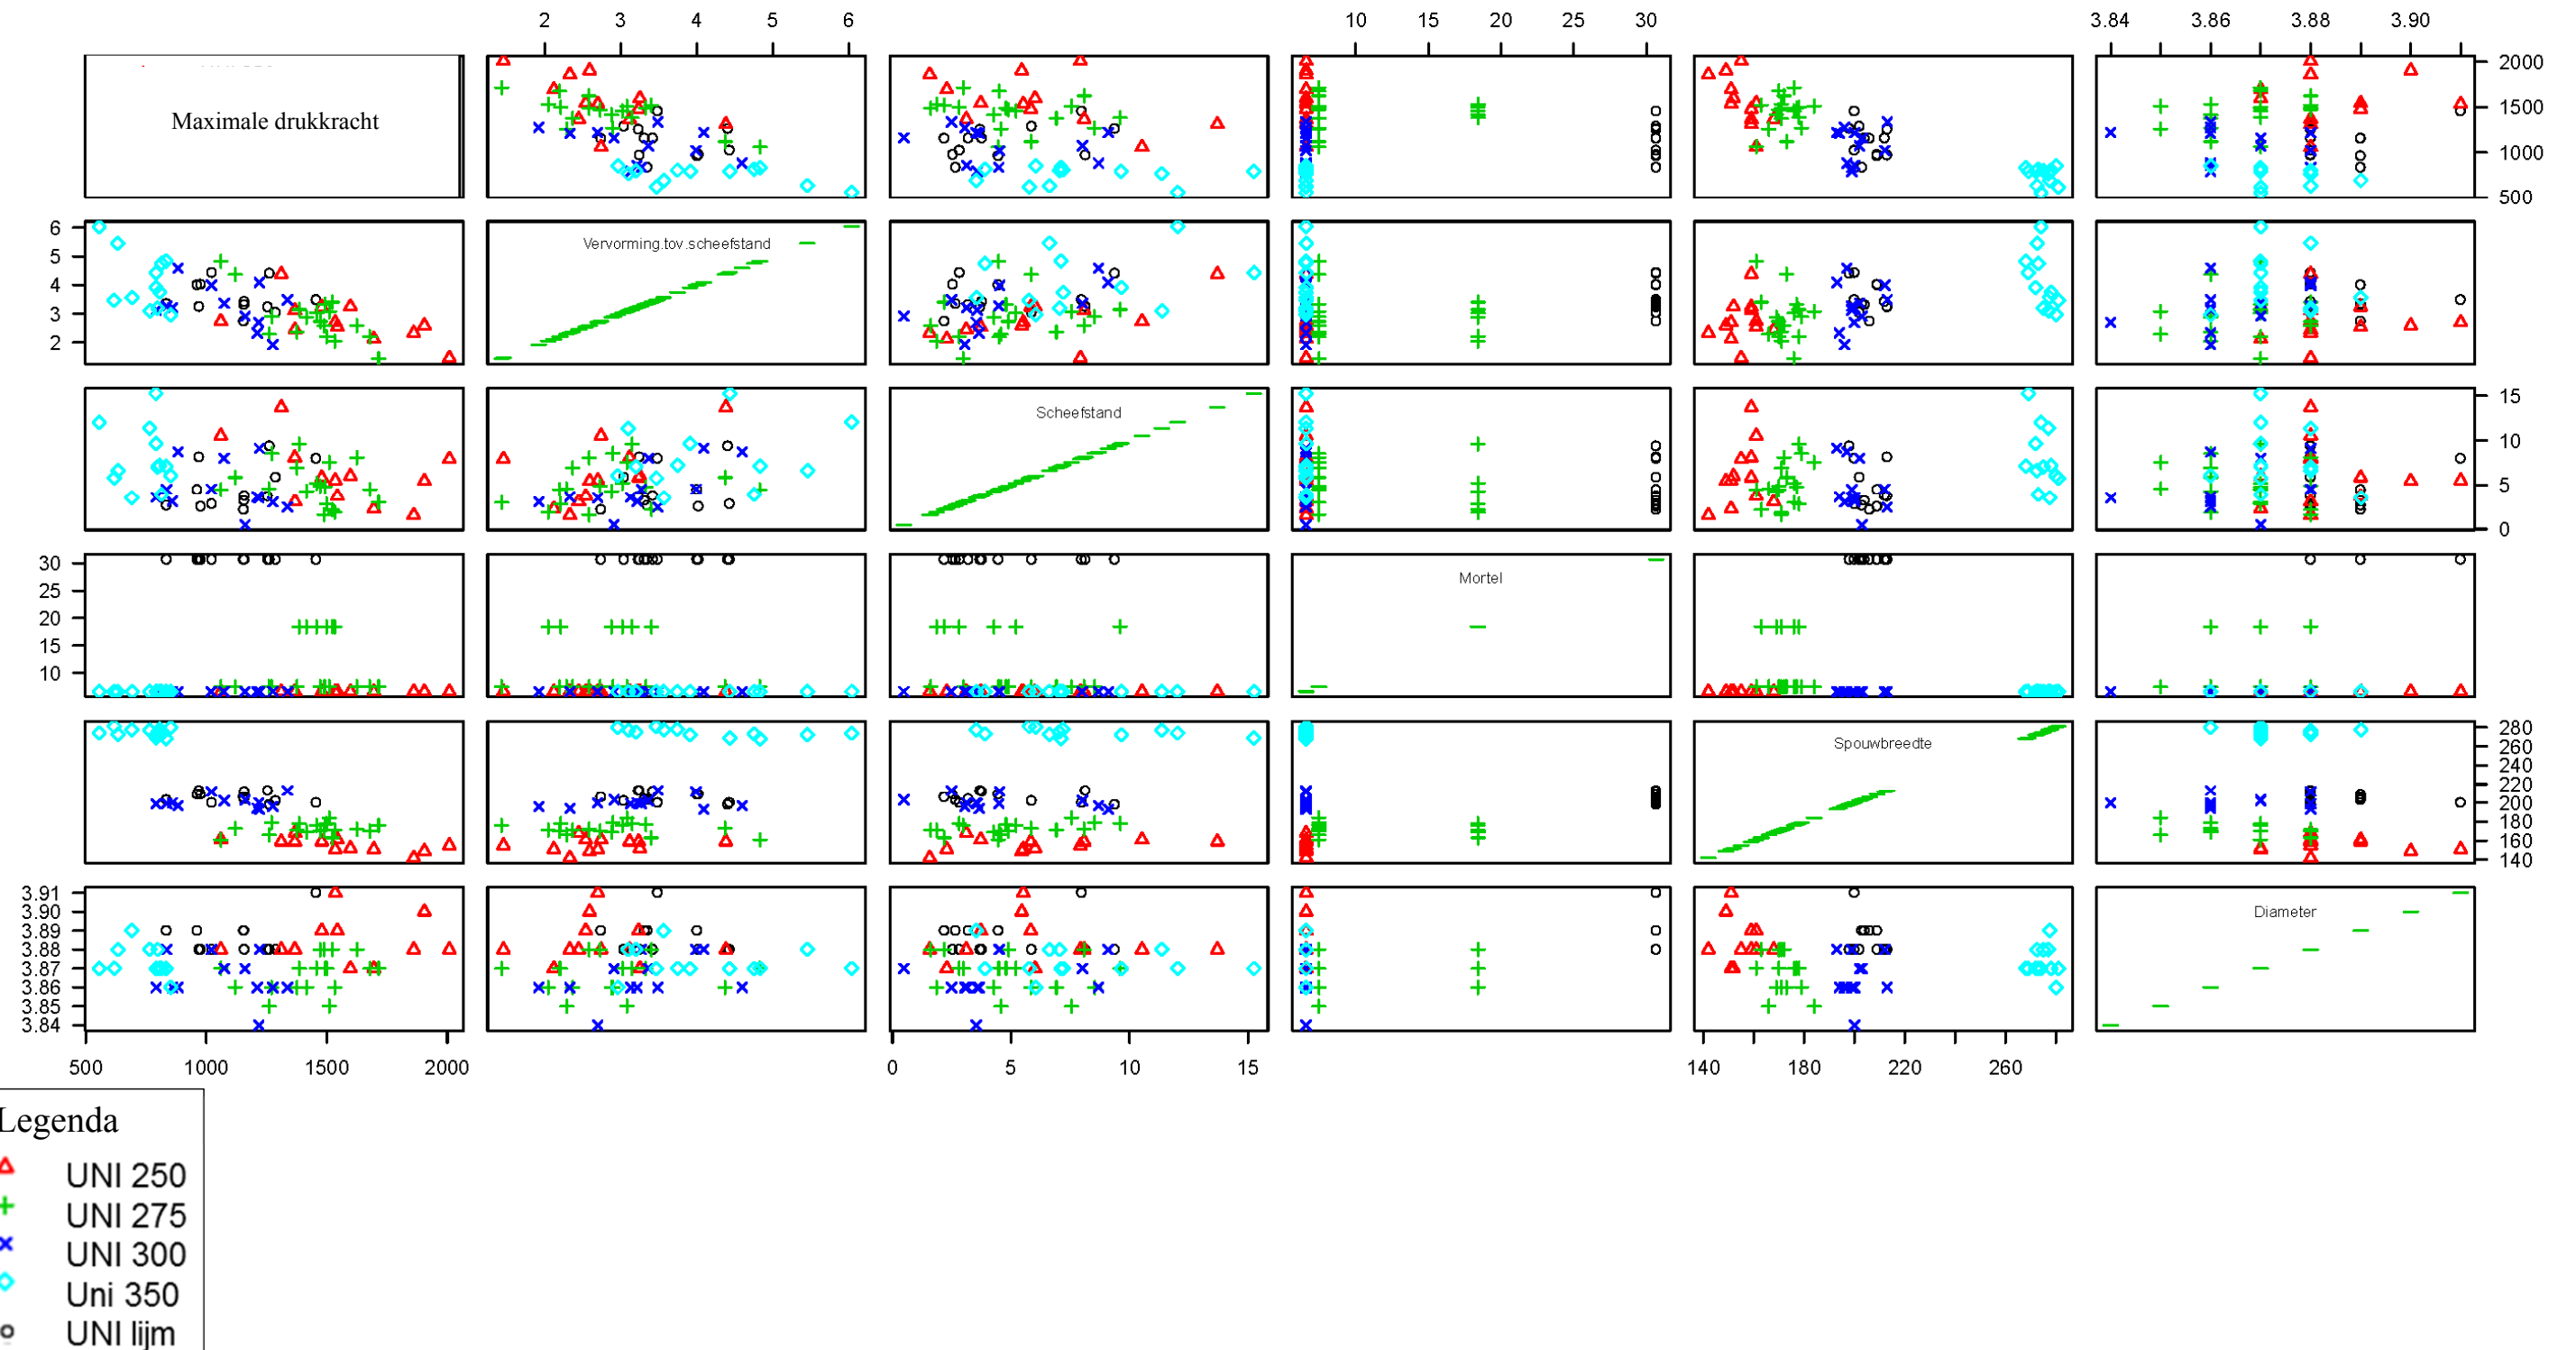 2 3 4 5 6 10 15 20 25 30 3.84 3.86 3.88 3.90
Maximale drukkracht
2000
1500
1000
500
6
5
4
3
2
Vervorming.tov.scheefstand
Scheefstand
15
10
5
0
30
25
20
15
10
Mortel
Spouwbreedte
280
260
240
220
200
180
160
140
3.91
3.90
3.89
3.88
3.87
3.86
3.85
3.84
Diameter
500 1000 1500 2000 0 5 10 15 140 180 220 260
Legenda
UNI 250
UNI 275
UNI 300
Uni 350
UNI lijm